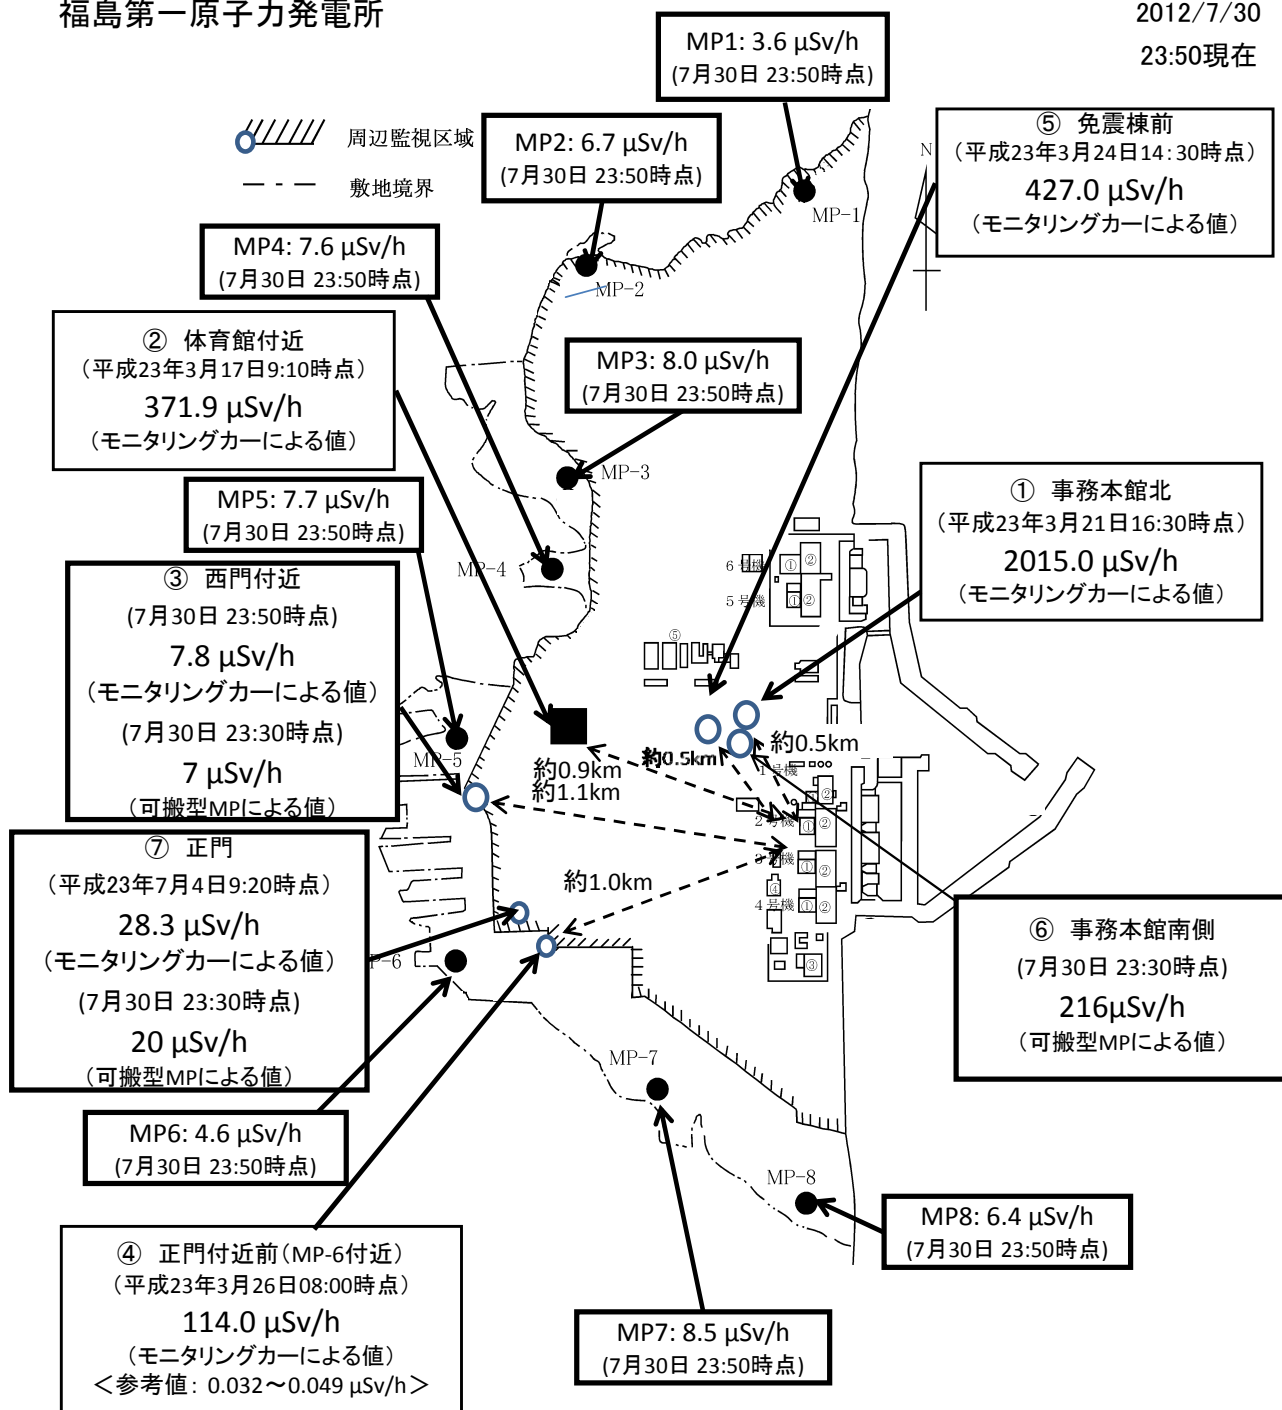 福島第一原子力発電所
2012/7/30
23:50現在
周辺監視区域
敷地境界
MP1: 3.6 μSv/h
(7月30日 23:50時点)
MP2: 6.7 μSv/h
(7月30日 23:50時点)
⑤ 免震棟前
（平成23年3月24日14:30時点）
427.0 μSv/h
（モニタリングカーによる値）
N
MP-1
MP4: 7.6 μSv/h
(7月30日 23:50時点)
MP-2
② 体育館付近
（平成23年3月17日9:10時点）
371.9 μSv/h
（モニタリングカーによる値）
MP3: 8.0 μSv/h
(7月30日 23:50時点)
MP-3
MP5: 7.7 μSv/h
(7月30日 23:50時点)
① 事務本館北
（平成23年3月21日16:30時点）
2015.0 μSv/h
（モニタリングカーによる値）
MP-4
6号機
① ②
5号機
① ②
⑤
③ 西門付近
(7月30日 23:50時点)
7.8 μSv/h
（モニタリングカーによる値）
(7月30日 23:30時点)
7 μSv/h
（可搬型MPによる値）
MP-5
約0.9km
約1.1km
約0.5km
約0.5km
1号機
②
2号機
① ②
3号機
① ②
④
4号機
① ②
③
約1.0km
⑦ 正門
（平成23年7月4日9:20時点）
28.3 μSv/h
（モニタリングカーによる値）
(7月30日 23:30時点)
20 μSv/h
（可搬型MPによる値）
P-6
⑥ 事務本館南側
(7月30日 23:30時点)
216μSv/h
（可搬型MPによる値）
MP-7
MP6: 4.6 μSv/h
(7月30日 23:50時点)
MP-8
MP8: 6.4 μSv/h
(7月30日 23:50時点)
④ 正門付近前（MP-6付近）
（平成23年3月26日08:00時点）
114.0 μSv/h
（モニタリングカーによる値）
＜参考値： 0.032～0.049 μSv/h＞
MP7: 8.5 μSv/h
(7月30日 23:50時点)